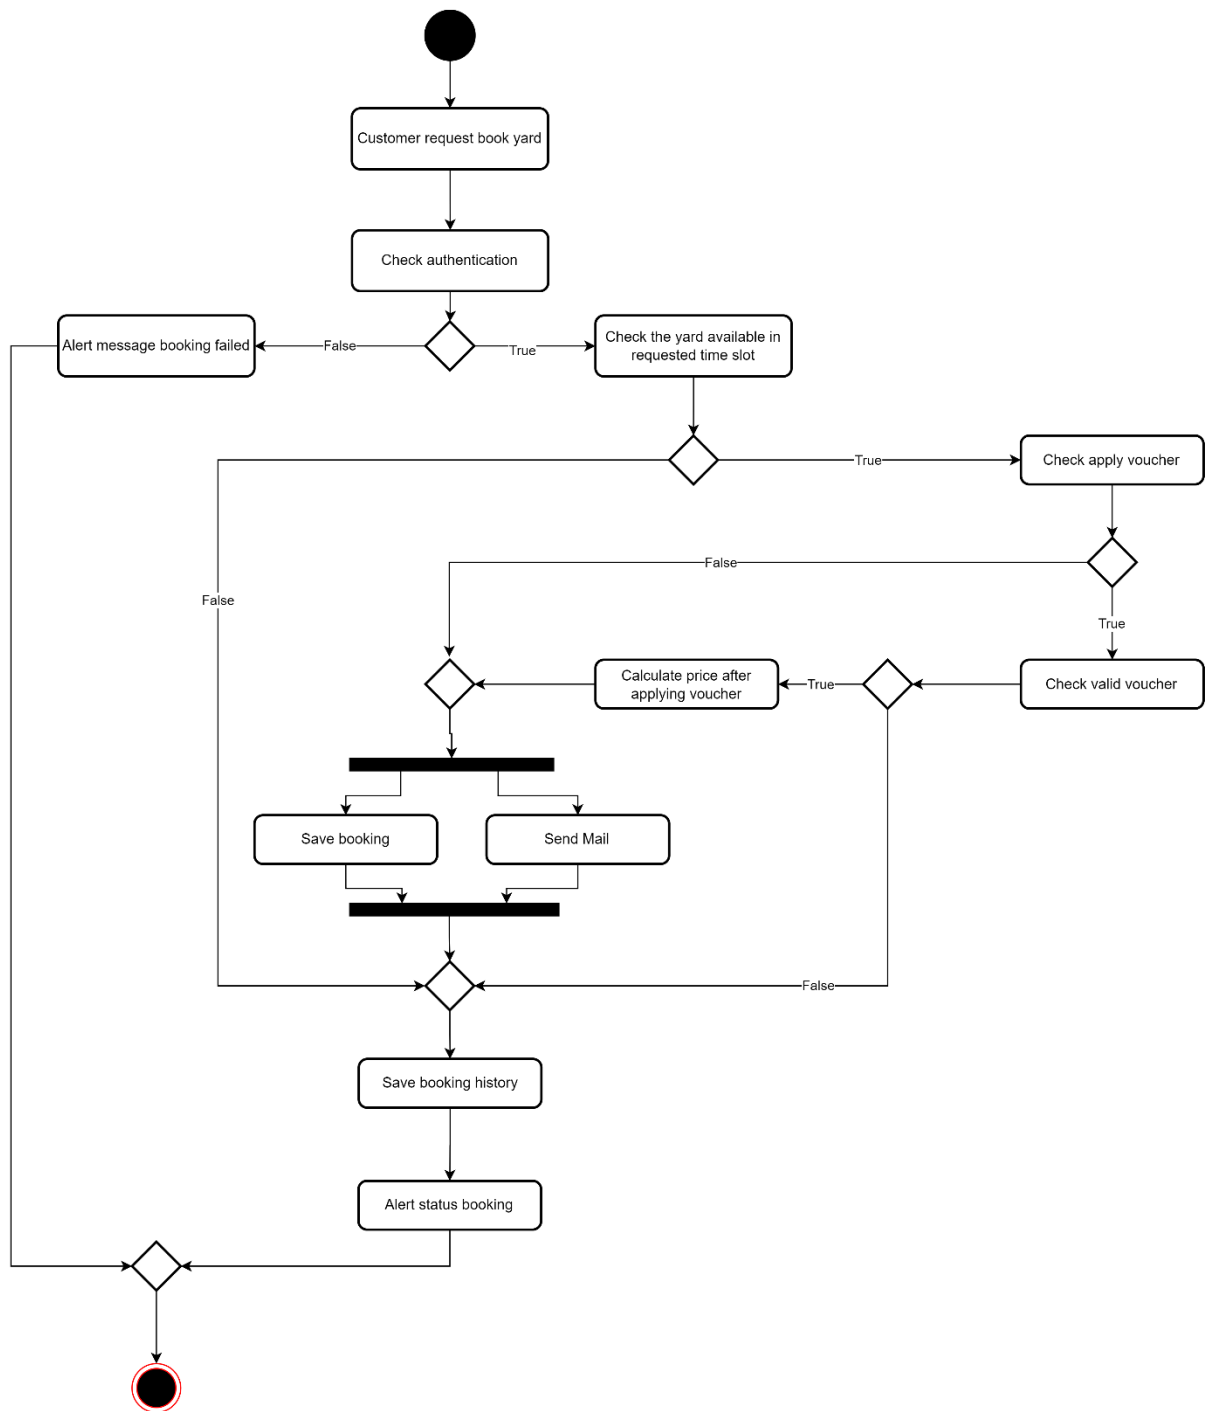 Customer request book yard
Check authentication
Alert message booking failed
False
True
Check the yard available in
requested time slot
True
Check apply voucher
False
False
True
Calculate price after
applying voucher
True
Check valid voucher
Save booking
Send Mail
False
Save booking history
Alert status booking